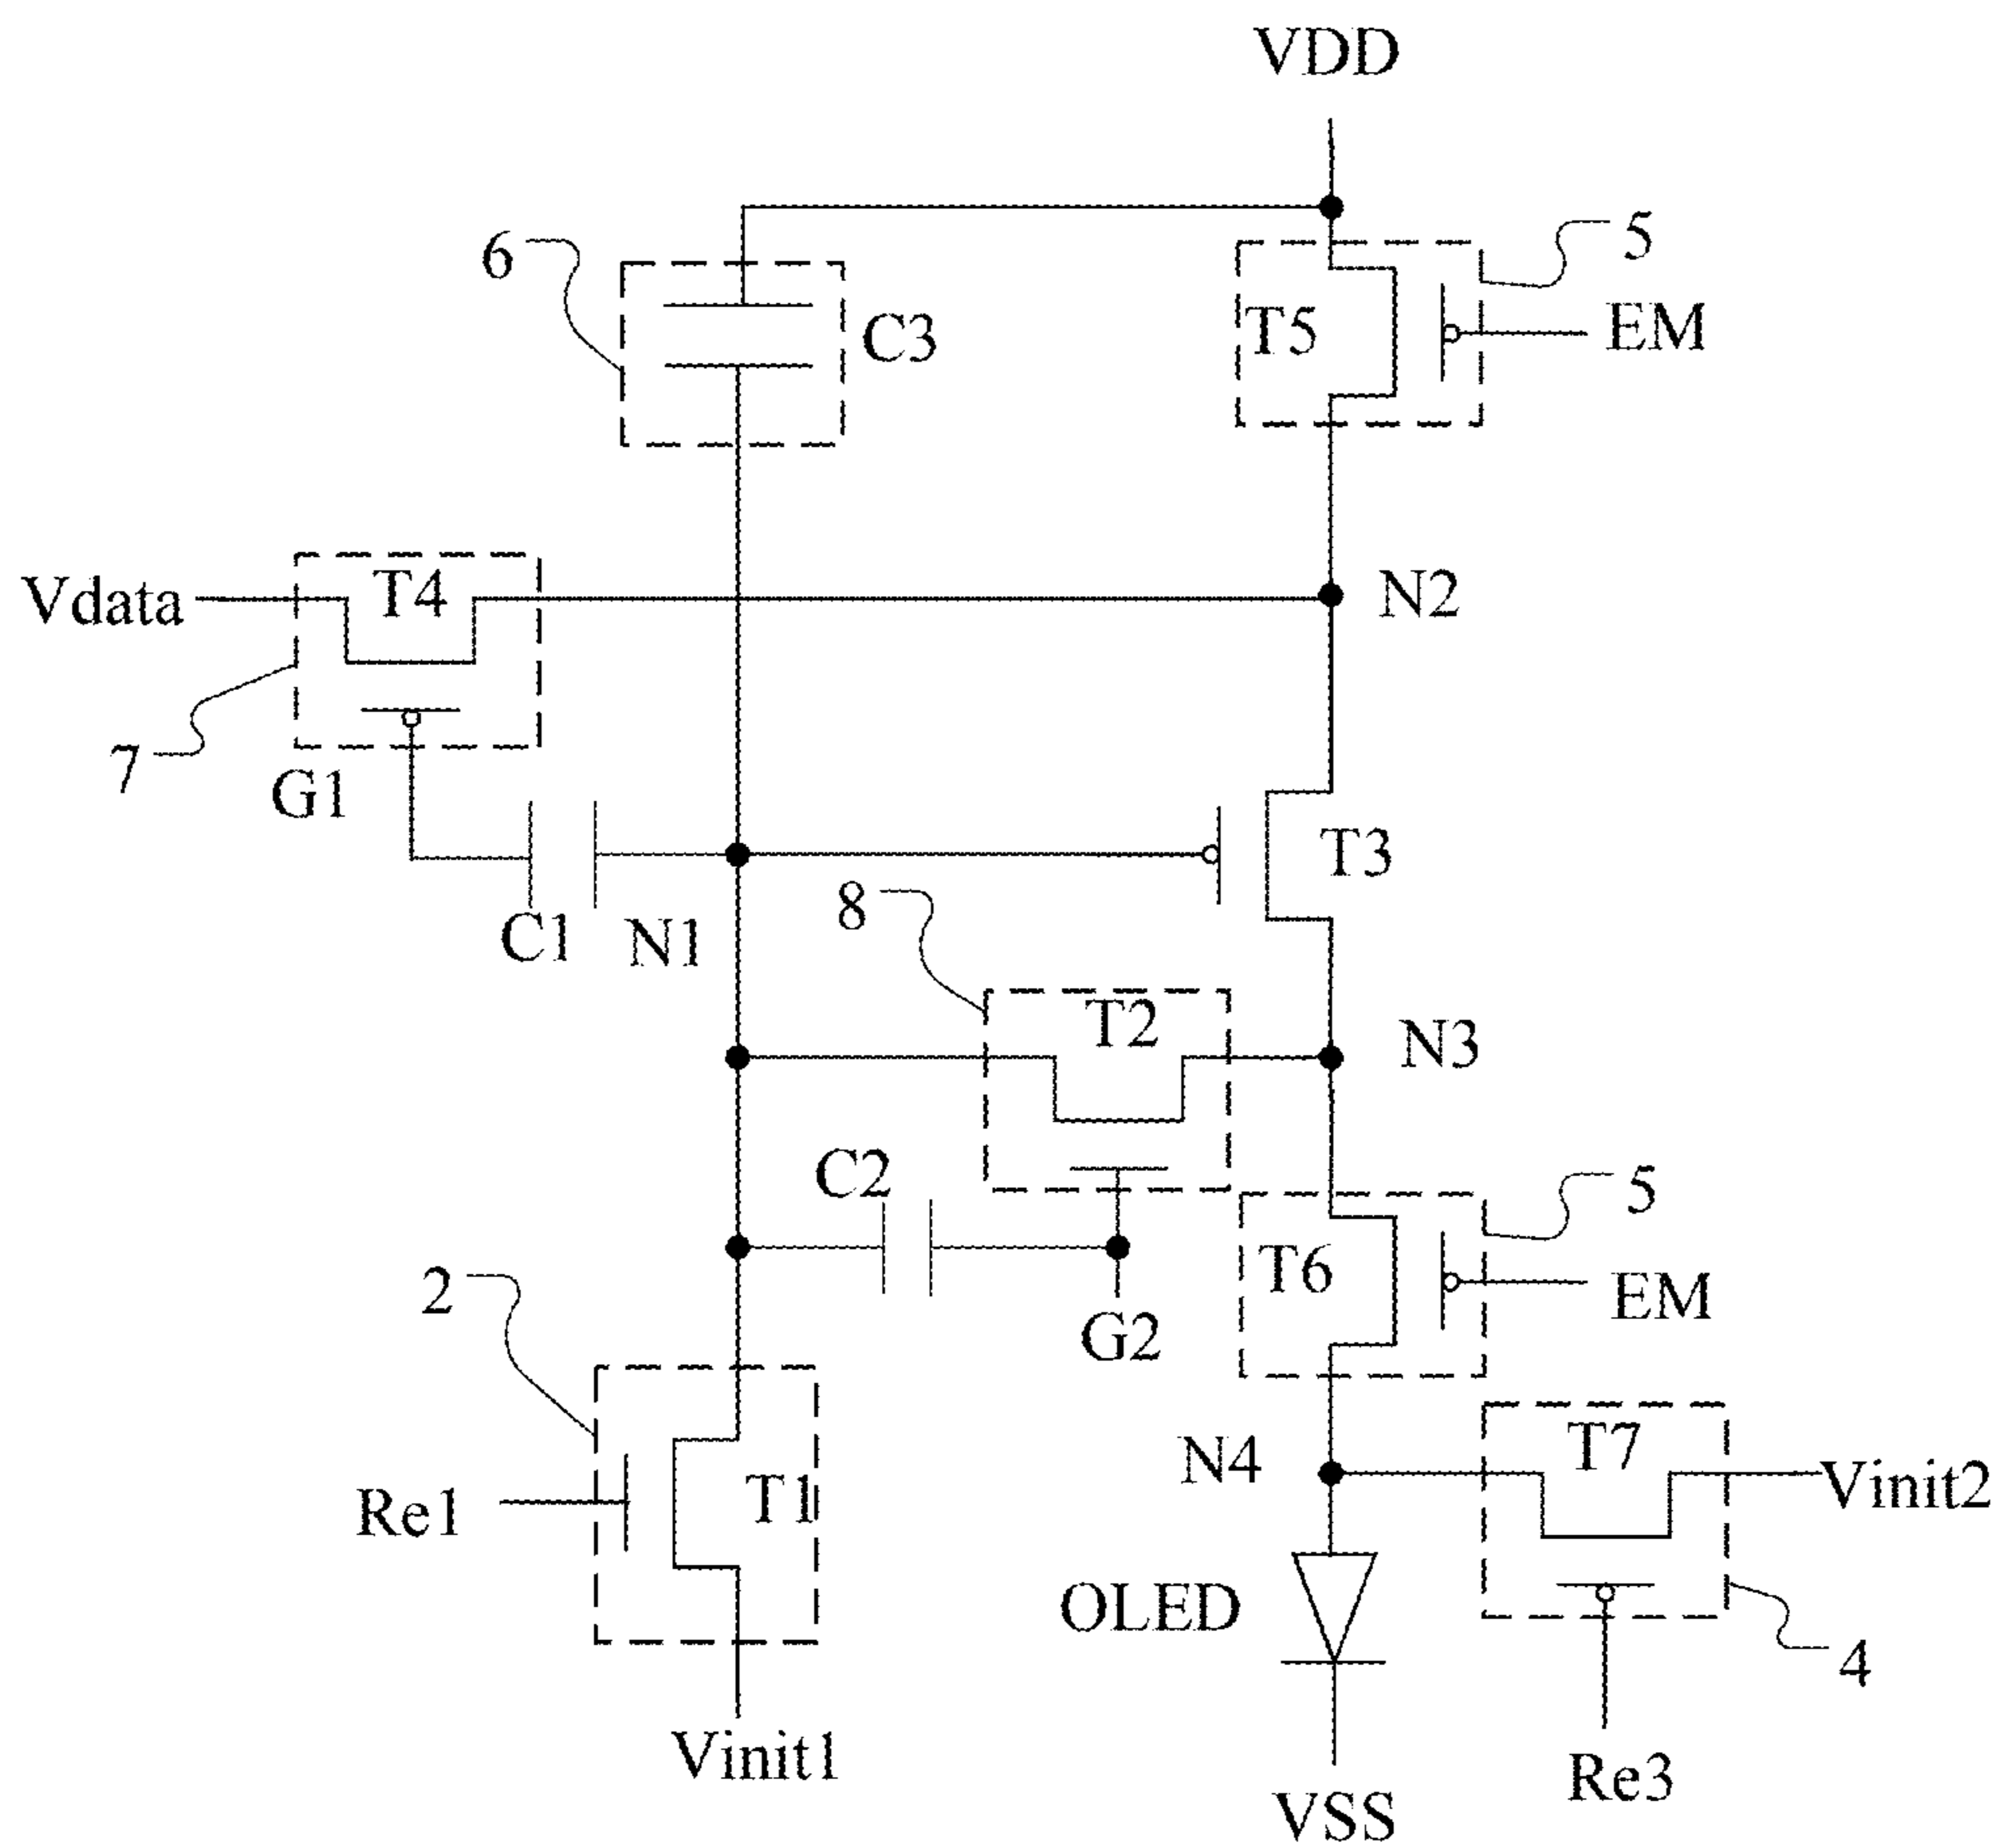 VDD
6
5
C3
T5
EM
Vdata
T4
N2
7
G1
T3
C1
N1
8
T2
N3
C2
5
T6
EM
2
G2
N4
T7
Vinit2
Re1
T1
OLED
4
Vinit1
Re3
VSS